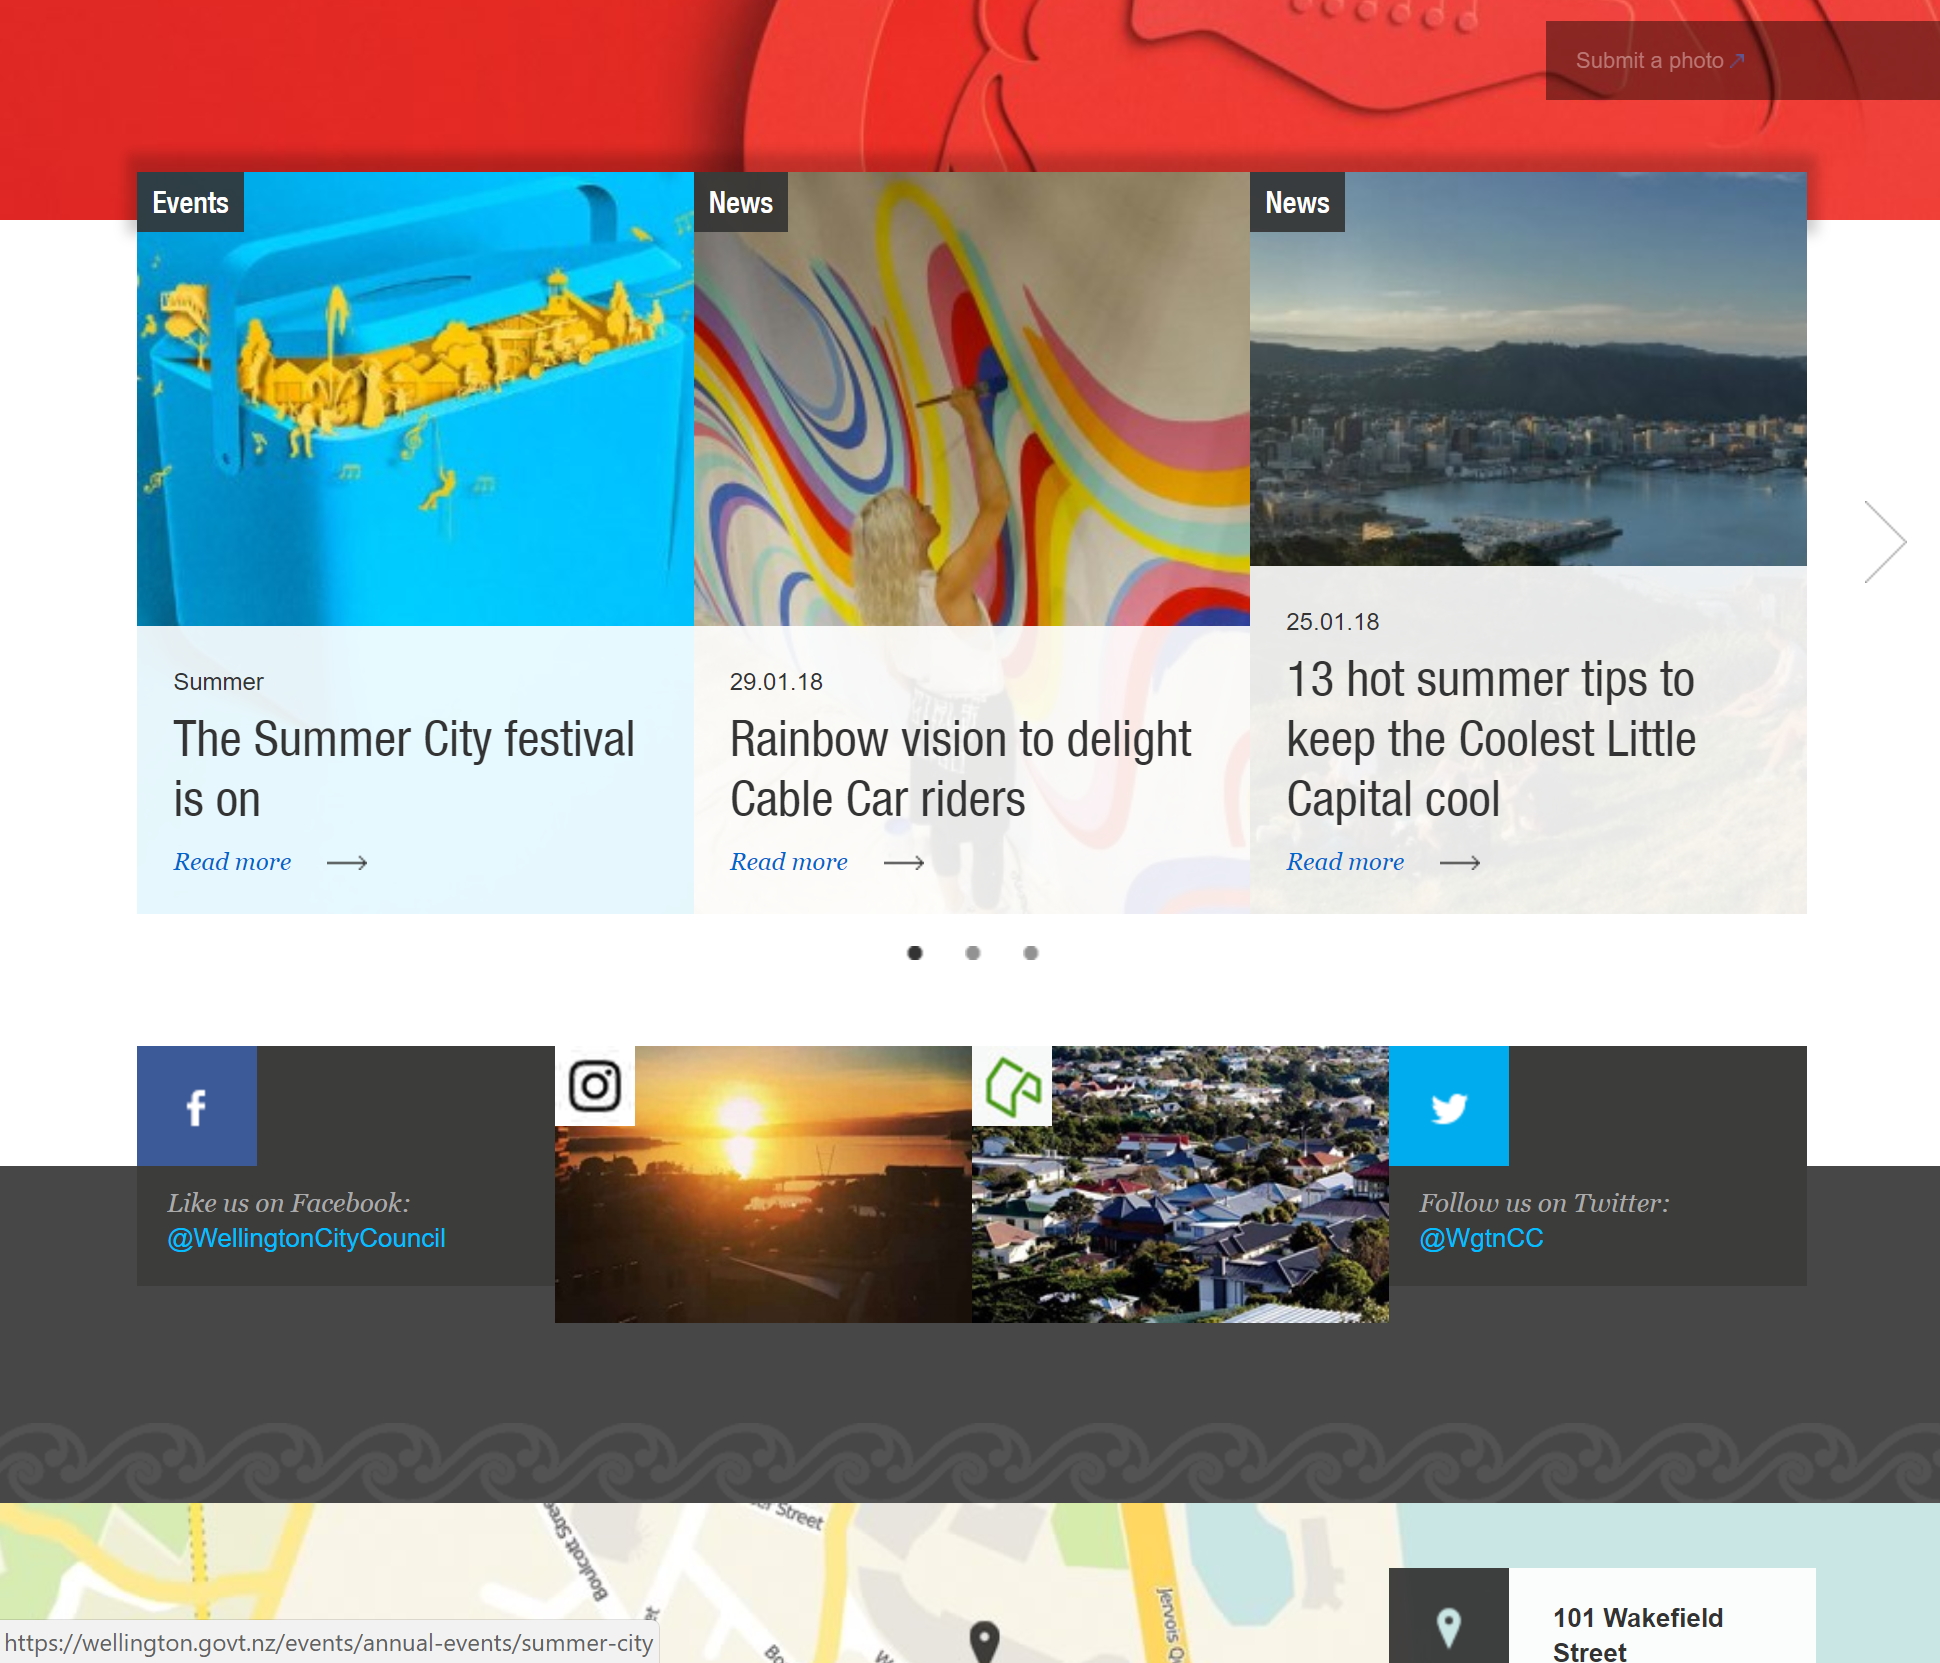 Submit a photo
Events
News
News
Summer
The Summer City festival
is on
Read more
29.01.18
Rainbow vision to delight
Cable Car riders
Read more
25.01.18
13 hot summer tips to
keep the Coolest Little
Capital cool
Read more
Like us on Facebook:
@WellingtonCityCouncil
Follow us on Twitter:
@WgtnCC
Street
Boulcott Stree
Jervois Q
101 Wakefield
Street
https://wellington.govt.nz/events/annual-events/summer-city